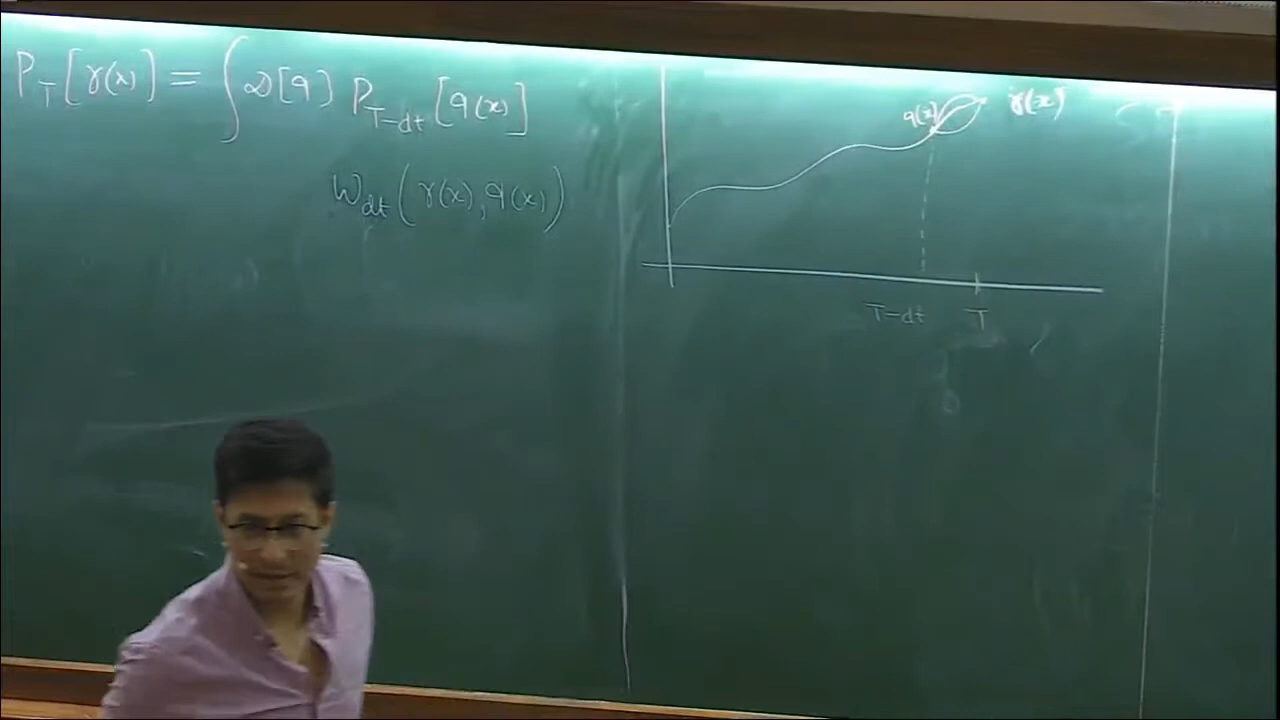 P_T[r(x)] = ∫ D[q] P_{T-dt}[q(x)]
W_{dt}(r(x), q(x))
q(x) r(x)
T-dt T